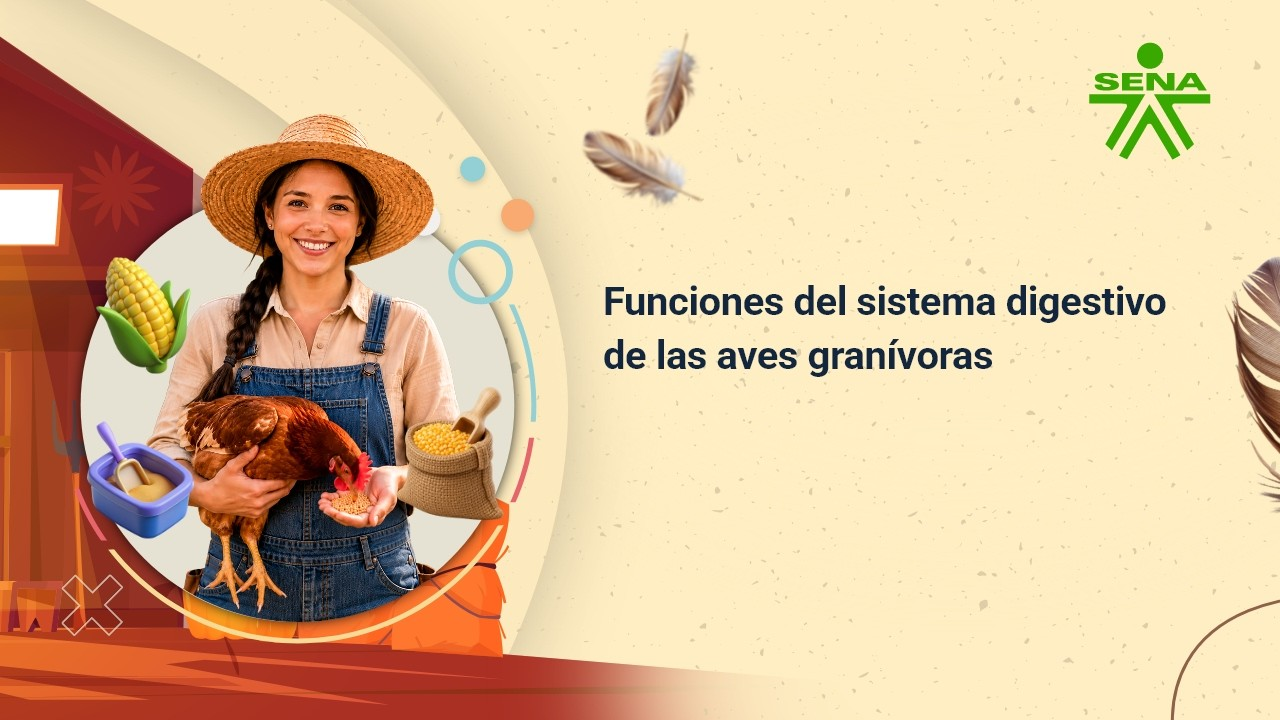 SENA
Funciones del sistema digestivo
de las aves granívoras